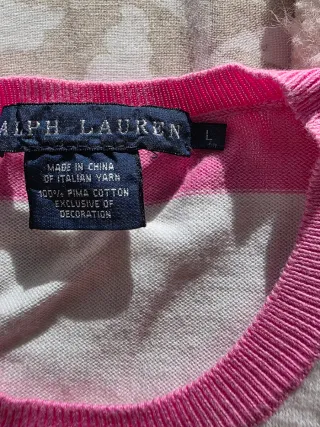 ALPH LAUREN
L
MADE IN CHINA
OF ITALIAN YARN
100% PIMA COTTON
EXCLUSIVE OF
DECORATION